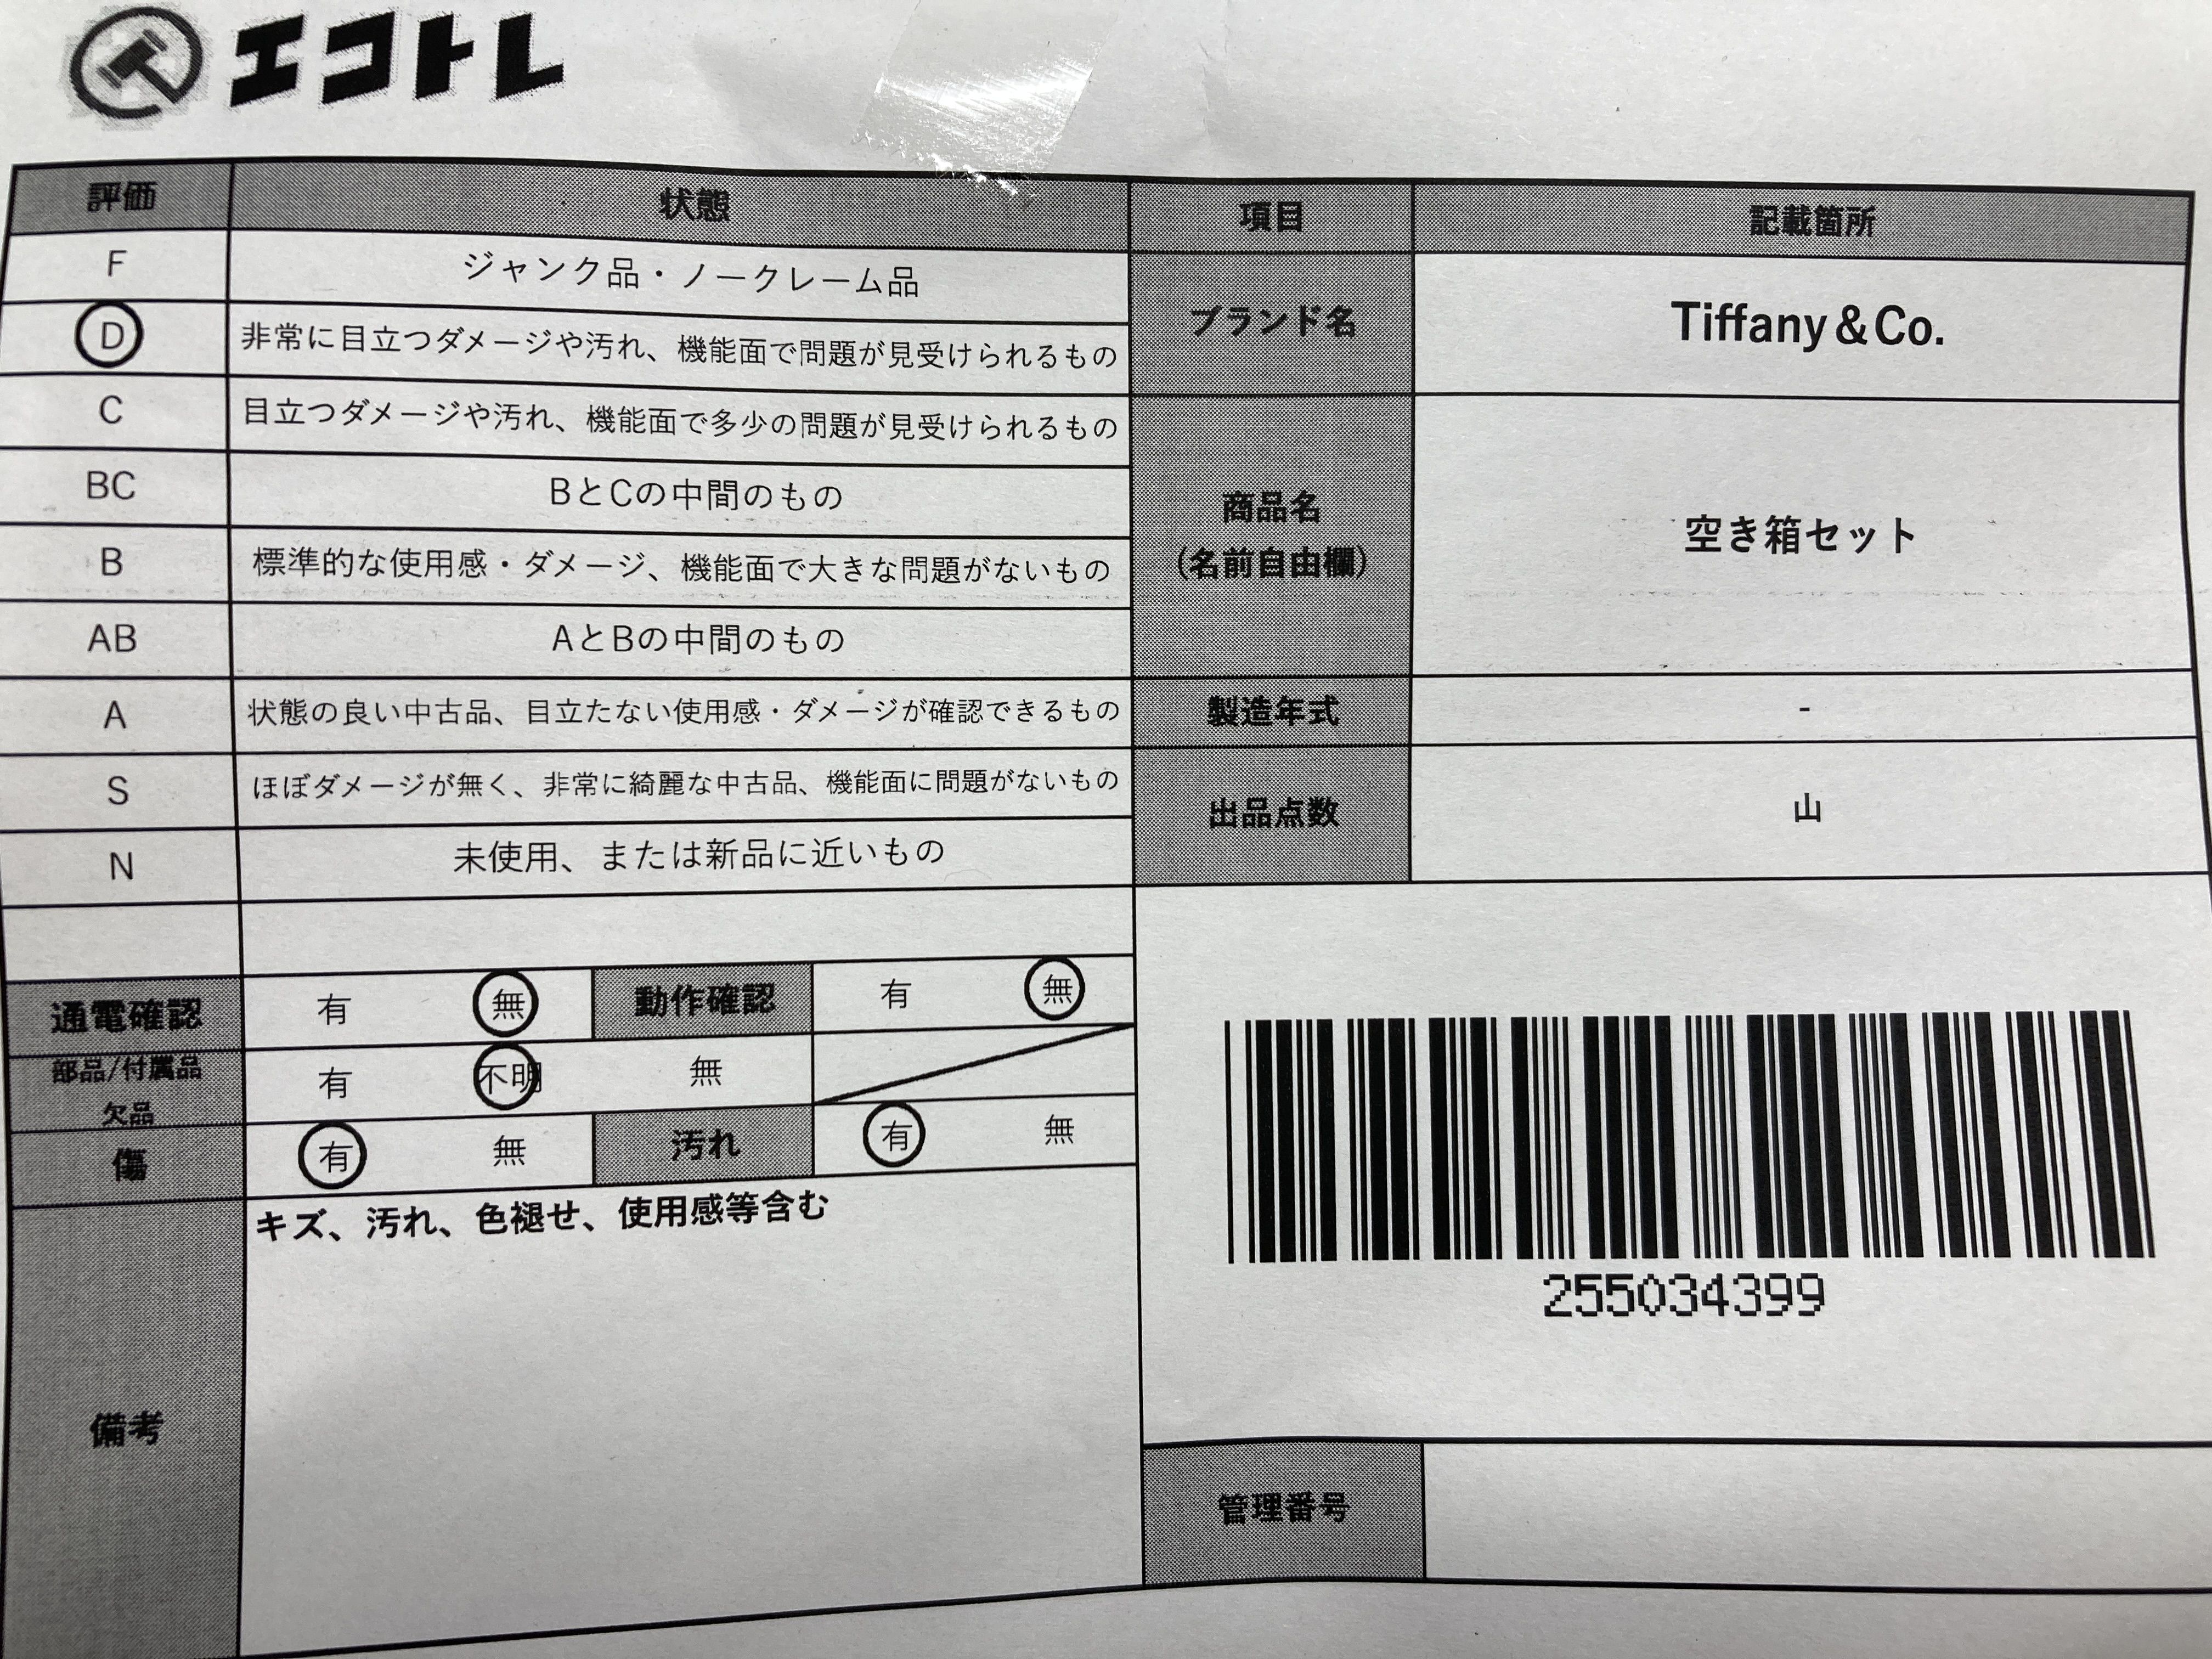 エコトレ
評価 状態 項目 記載箇所
F ジャンク品・ノークレーム品
D 非常に目立つダメージや汚れ、機能面で問題が見受けられるもの
C 目立つダメージや汚れ、機能面で多少の問題が見受けられるもの
BC BとCの中間のもの
B 標準的な使用感・ダメージ、機能面で大きな問題がないもの
AB AとBの中間のもの
A 状態の良い中古品、目立たない使用感・ダメージが確認できるもの
S ほぼダメージが無く、非常に綺麗な中古品、機能面に問題がないもの
N 未使用、または新品に近いもの
ブランド名 Tiffany&Co.
商品名
(名前自由欄)
空き箱セット
製造年式 -
出品点数 山
通電確認 有 無 動作確認 有 無
部品/付属品
欠品
有 不明 無
傷 有 無 汚れ 有 無
備考
キズ、汚れ、色褪せ、使用感等含む
255034399
管理番号